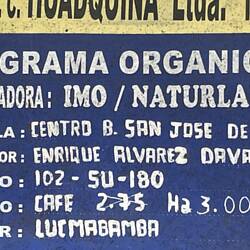 . c. HUADQUIÑA Ltda.
GRAMA ORGANIC
ADORA: IMO / NATURLA
LA: CENTRO B. SAN JOSE DE
OR: ENRIQUE ALVAREZ DAVA
O: 102-SU-180
O: CAFE 2.75 Ha 3.00
R: LUCMABAMBA